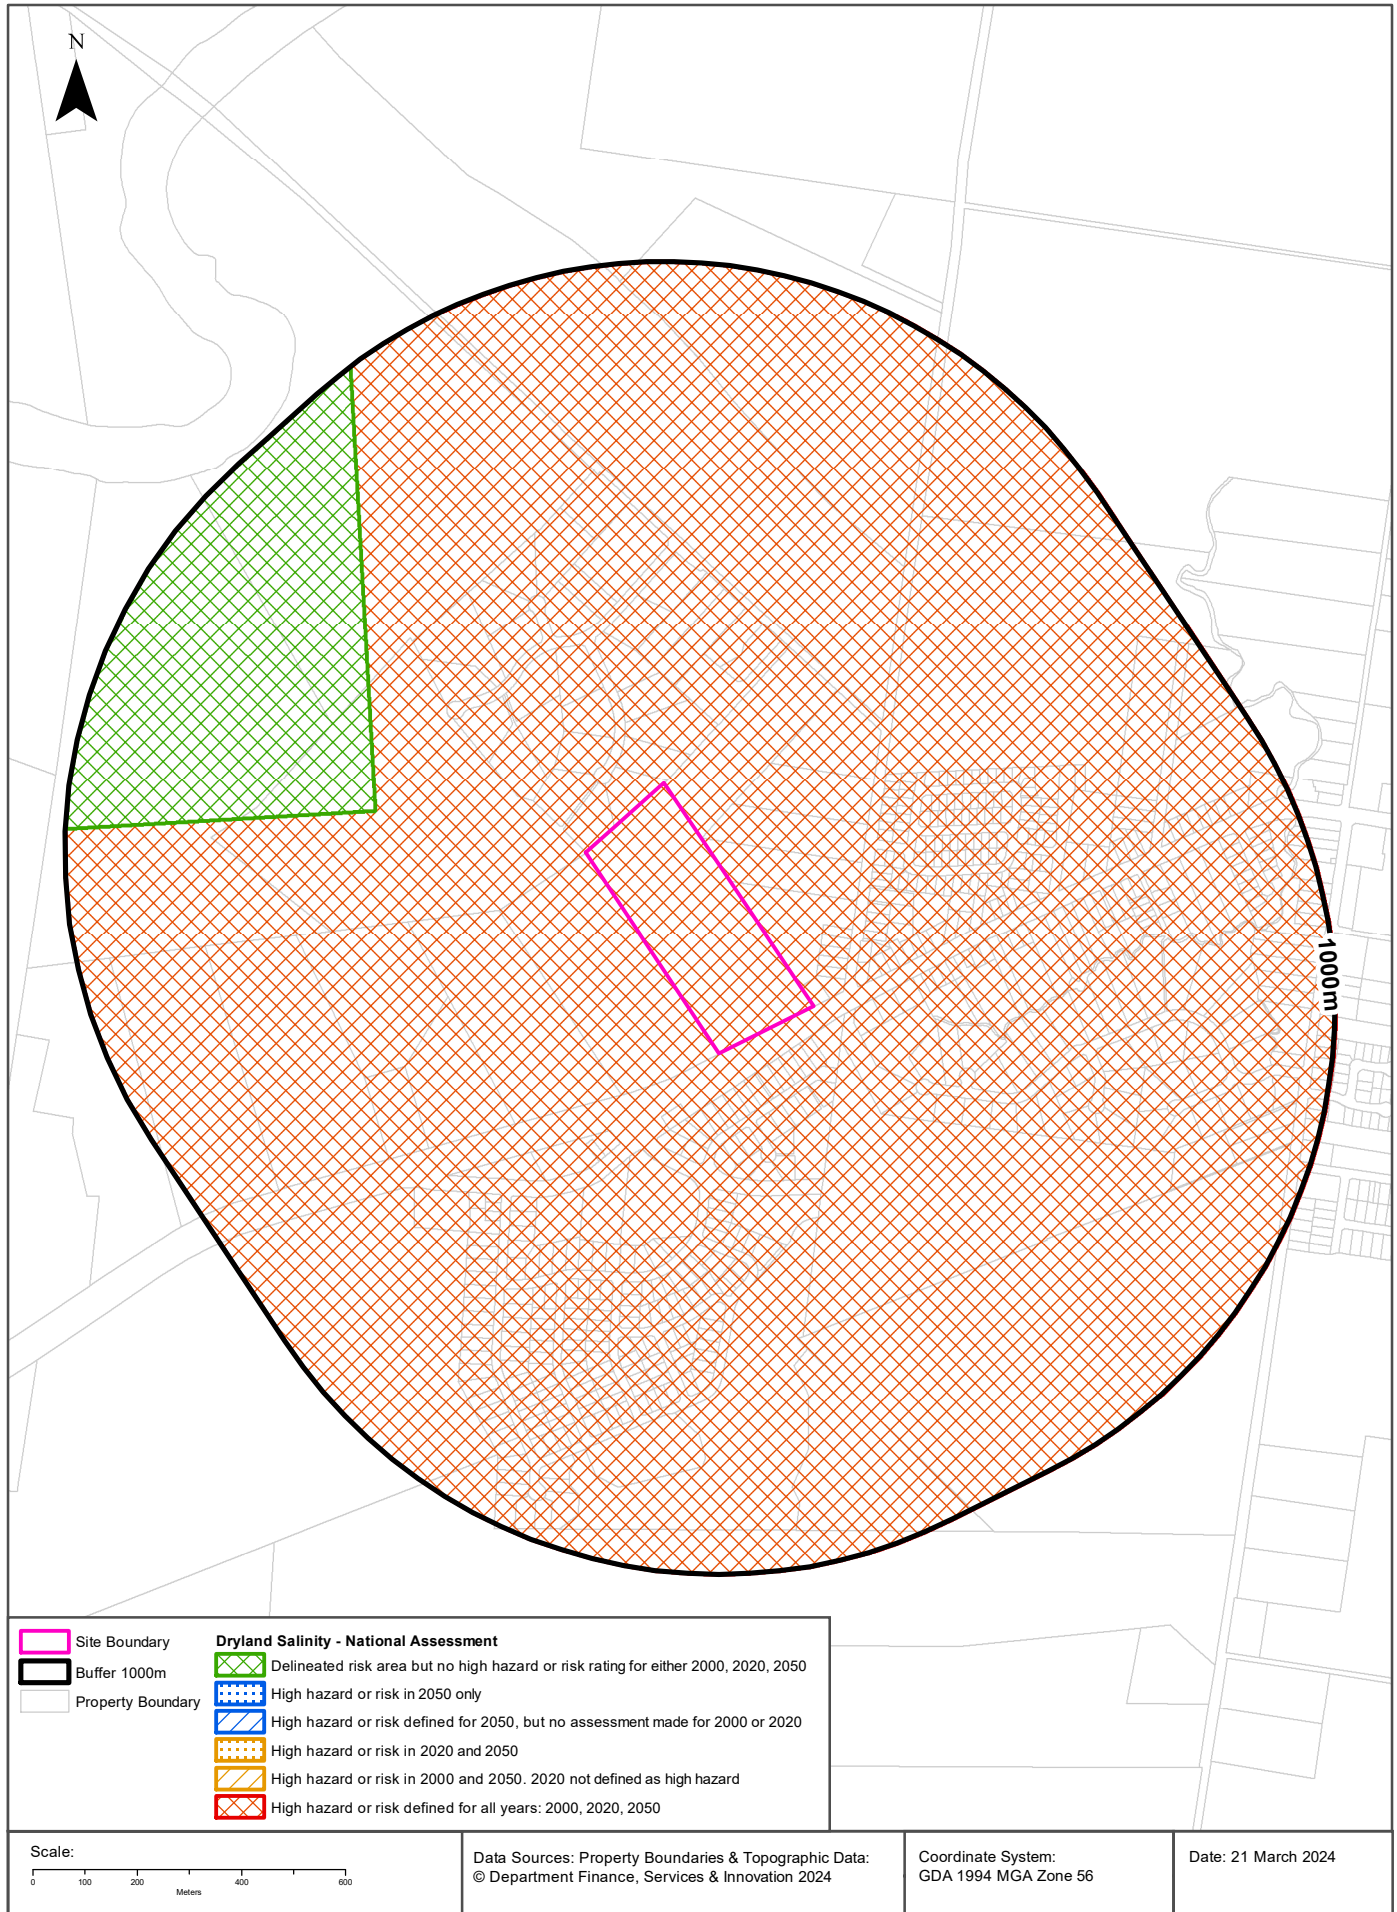 N
1000m
Site Boundary
Buffer 1000m
Property Boundary
Dryland Salinity - National Assessment
Delineated risk area but no high hazard or risk rating for either 2000, 2020, 2050
High hazard or risk in 2050 only
High hazard or risk defined for 2050, but no assessment made for 2000 or 2020
High hazard or risk in 2020 and 2050
High hazard or risk in 2000 and 2050. 2020 not defined as high hazard
High hazard or risk defined for all years: 2000, 2020, 2050
Scale:
0 100 200 400 600
Meters
Data Sources: Property Boundaries & Topographic Data:
© Department Finance, Services & Innovation 2024
Coordinate System:
GDA 1994 MGA Zone 56
Date: 21 March 2024